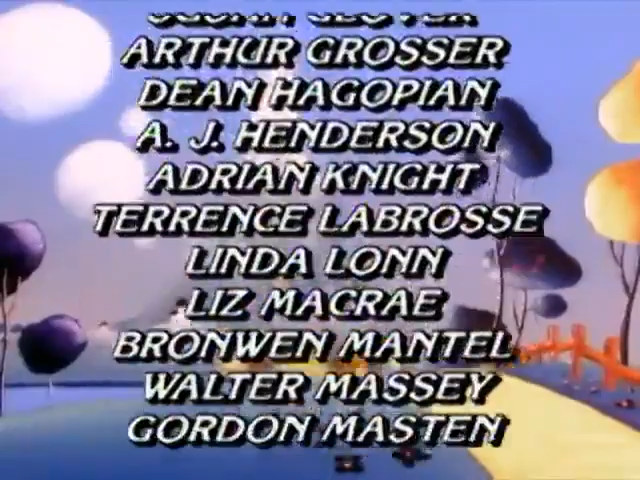 ARTHUR GROSSER
DEAN HAGOPIAN
A. J. HENDERSON
ADRIAN KNIGHT
TERRENCE LABROSSE
LINDA LONN
LIZ MACRAE
BRONWEN MANTEL
WALTER MASSEY
GORDON MASTEN